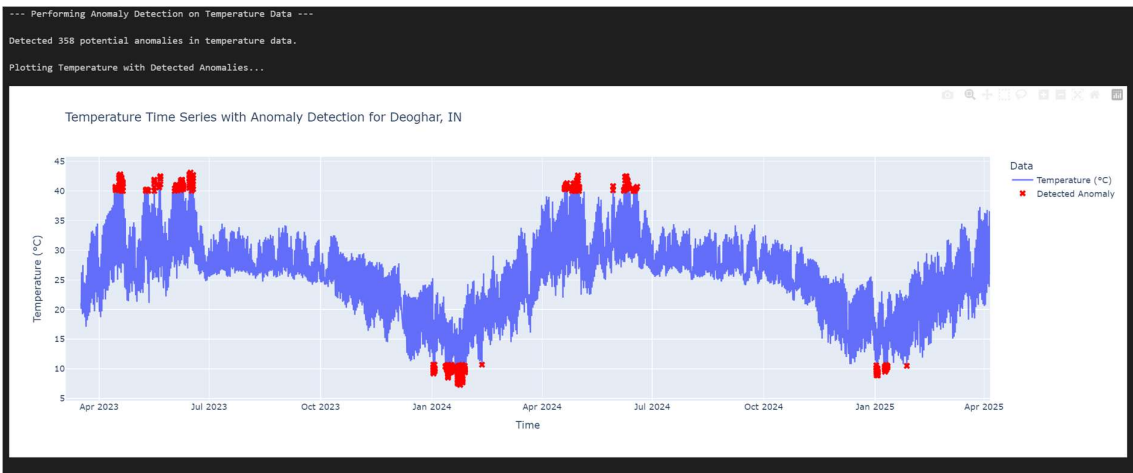 --- Performing Anomaly Detection on Temperature Data ---
Detected 358 potential anomalies in temperature data.
Plotting Temperature with Detected Anomalies...
Temperature Time Series with Anomaly Detection for Deoghar, IN
Data
Temperature (°C)
Detected Anomaly
Temperature (°C)
45
40
35
30
25
20
15
10
5
Apr 2023
Jul 2023
Oct 2023
Jan 2024
Apr 2024
Jul 2024
Oct 2024
Jan 2025
Apr 2025
Time